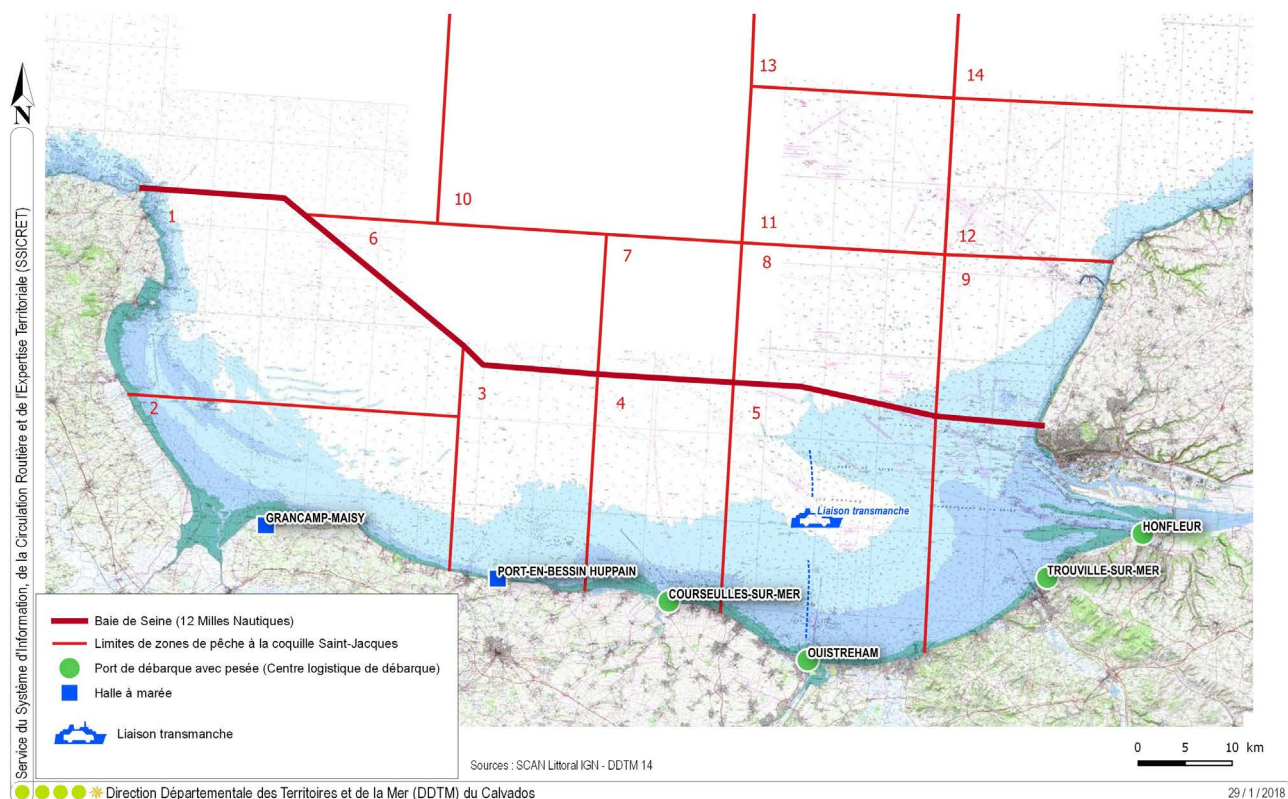 13
14
10
11
12
1
6
7
8
9
2
3
4
5
Liaison transmanche
GRANCAMP-MAISY
HONFLEUR
PORT-EN-BESSIN HUPPAIN
TROUVILLE-SUR-MER
COURSEULLES-SUR-MER
OUISTREHAM
N
Service du Système d'Information, de la Circulation Routière et de l'Expertise Territoriale (SSICRET)
Baie de Seine (12 Milles Nautiques)
Limites de zones de pêche à la coquille Saint-Jacques
Port de débarque avec pesée (Centre logistique de débarque)
Halle à marée
Liaison transmanche
Sources : SCAN Littoral IGN - DDTM 14
0 5 10 km
Direction Départementale des Territoires et de la Mer (DDTM) du Calvados
29 / 1 / 2018